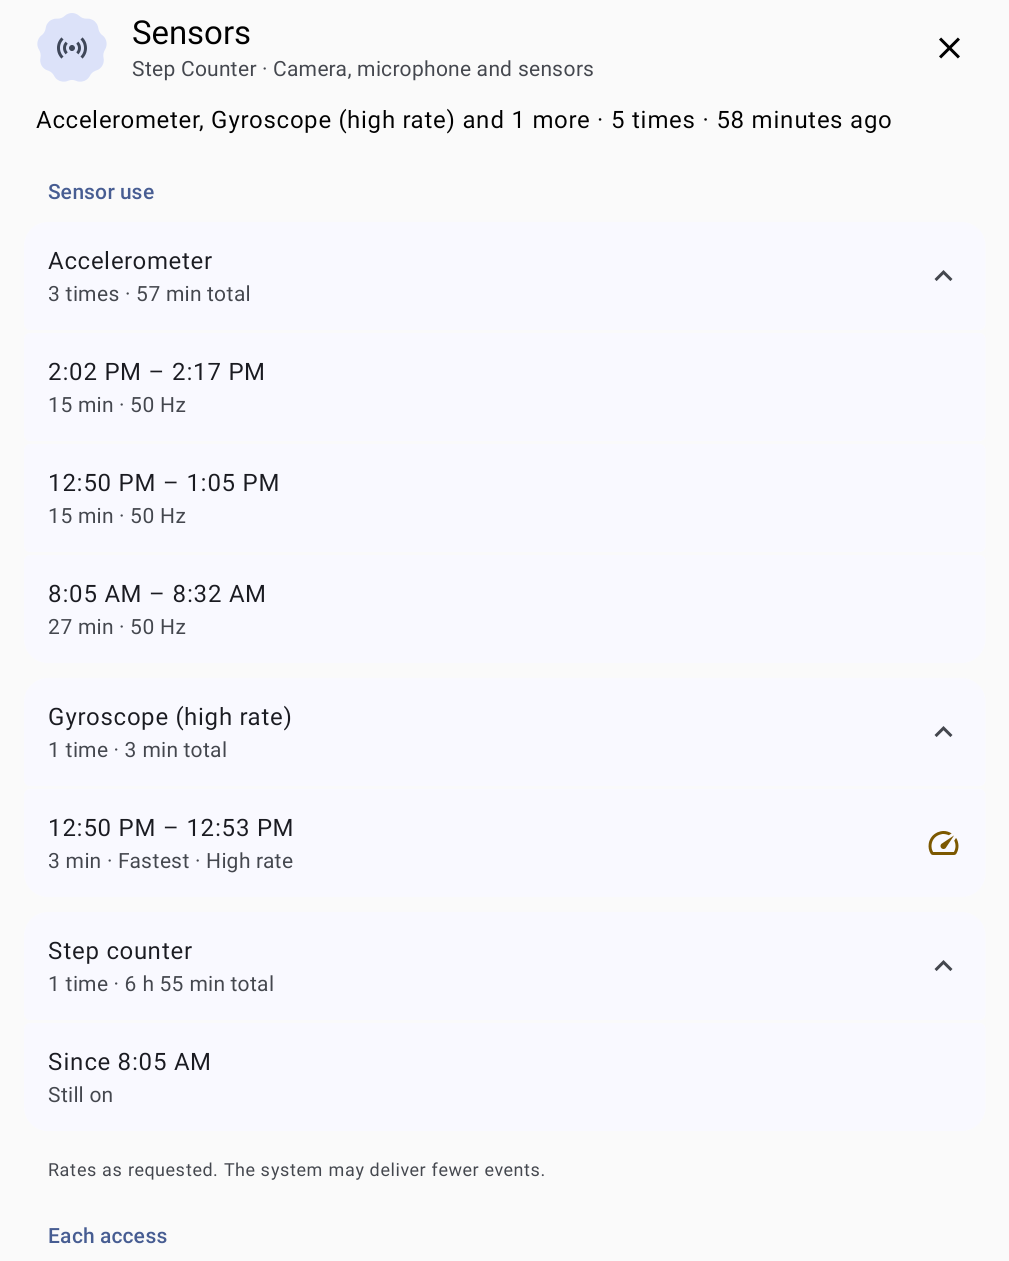 Sensors
Step Counter · Camera, microphone and sensors
Accelerometer, Gyroscope (high rate) and 1 more · 5 times · 58 minutes ago
Sensor use
Accelerometer
3 times · 57 min total
2:02 PM – 2:17 PM
15 min · 50 Hz
12:50 PM – 1:05 PM
15 min · 50 Hz
8:05 AM – 8:32 AM
27 min · 50 Hz
Gyroscope (high rate)
1 time · 3 min total
12:50 PM – 12:53 PM
3 min · Fastest · High rate
Step counter
1 time · 6 h 55 min total
Since 8:05 AM
Still on
Rates as requested. The system may deliver fewer events.
Each access